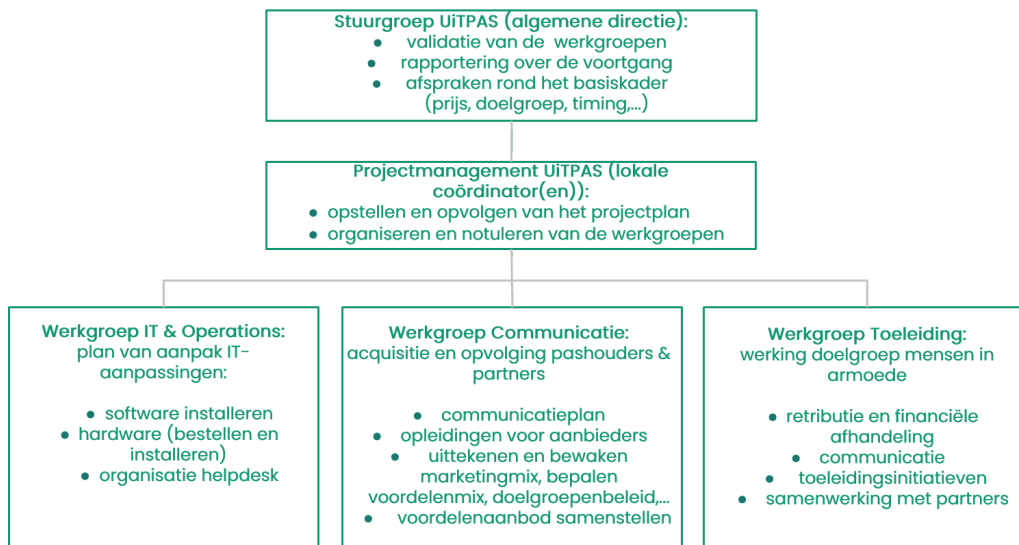 Stuurgroep UiTPAS (algemene directie):
● validatie van de werkgroepen
● rapportering over de voortgang
● afspraken rond het basiskader
(prijs, doelgroep, timing,...)
Projectmanagement UiTPAS (lokale
coördinator(en)):
● opstellen en opvolgen van het projectplan
● organiseren en notuleren van de werkgroepen
Werkgroep IT & Operations:
plan van aanpak IT-
aanpassingen:
● software installeren
● hardware (bestellen en
installeren)
● organisatie helpdesk
Werkgroep Communicatie:
acquisitie en opvolging pashouders &
partners
● communicatieplan
● opleidingen voor aanbieders
● uittekenen en bewaken
marketingmix, bepalen
voordelenmix, doelgroepenbeleid,...
● voordelenaanbod samenstellen
Werkgroep Toeleiding:
werking doelgroep mensen in
armoede
● retributie en financiële
afhandeling
● communicatie
● toeleidingsinitiatieven
● samenwerking met partners